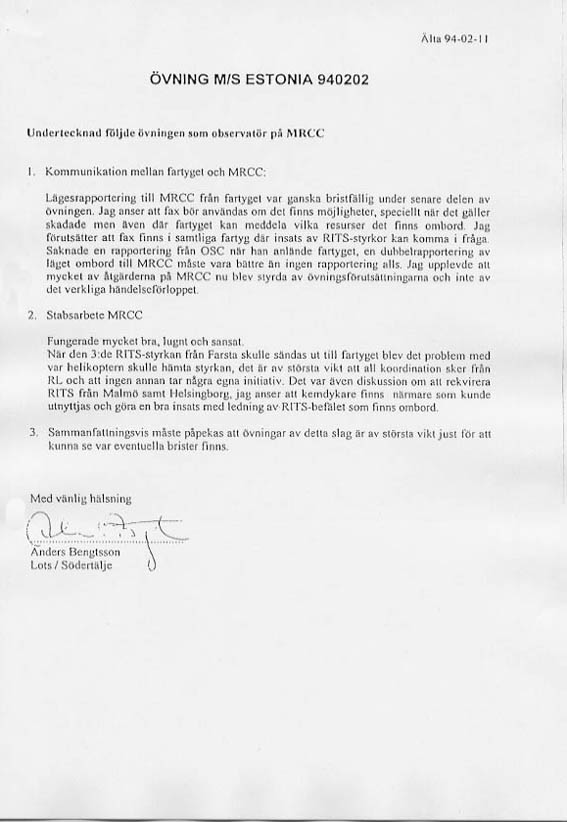 Älta 94-02-11
ÖVNING M/S ESTONIA 940202
Undertecknad följde övningen som observatör på MRCC
1. Kommunikation mellan fartyget och MRCC:
Lägesrapportering till MRCC från fartyget var ganska bristfällig under senare delen av
övningen. Jag anser att fax bör användas om det finns möjligheter, speciellt när det gäller
skadade men även där fartyget kan meddela vilka resurser det finns ombord. Jag
förutsätter att fax finns i samtliga fartyg där insats av RITS-styrkor kan komma i fråga.
Saknade en rapportering från OSC när han anlände fartyget, en dubbelrapportering av
läget ombord till MRCC måste vara bättre än ingen rapportering alls. Jag upplevde att
mycket av åtgärderna på MRCC nu blev styrda av övningsförutsättningarna och inte av
det verkliga händelseförloppet.
2. Stabsarbete MRCC
Fungerade mycket bra, lugnt och sansat.
När den 3:de RITS-styrkan från Farsta skulle sändas ut till fartyget blev det problem med
var helikoptern skulle hämta styrkan, det är av största vikt att all koordination sker från
RL och att ingen annan tar några egna initiativ. Det var även diskussion om att rekvirera
RITS från Malmö samt Helsingborg, jag anser att kemdykare finns närmare som kunde
utnyttjas och göra en bra insats med ledning av RITS-befälet som finns ombord.
3. Sammanfattningsvis måste påpekas att övningar av detta slag är av största vikt just för att
kunna se var eventuella brister finns.
Med vänlig hälsning
Anders Bengtsson
Lots / Södertälje